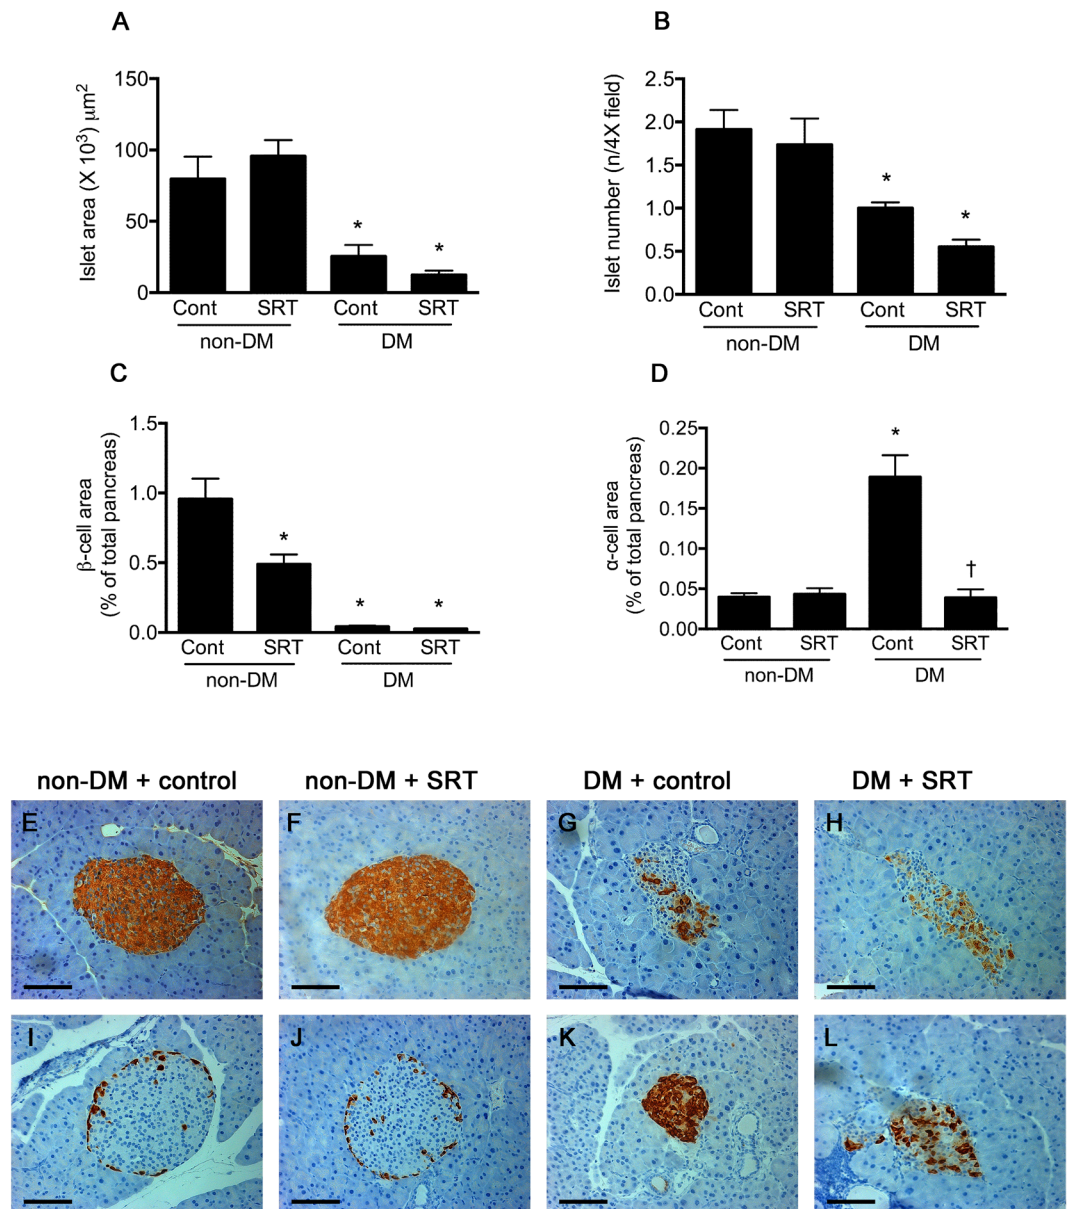 A
B
Islet area (X 10³) μm²
150
100
50
0
*
*
Cont SRT Cont SRT
non-DM DM
Islet number (n/4X field)
2.5
2.0
1.5
1.0
0.5
0.0
*
*
Cont SRT Cont SRT
non-DM DM
C
D
β-cell area
(% of total pancreas)
1.5
1.0
0.5
0.0
*
*
*
Cont SRT Cont SRT
non-DM DM
α-cell area
(% of total pancreas)
0.25
0.20
0.15
0.10
0.05
0.00
*
†
Cont SRT Cont SRT
non-DM DM
non-DM + control non-DM + SRT DM + control DM + SRT
E F G H
I J K L